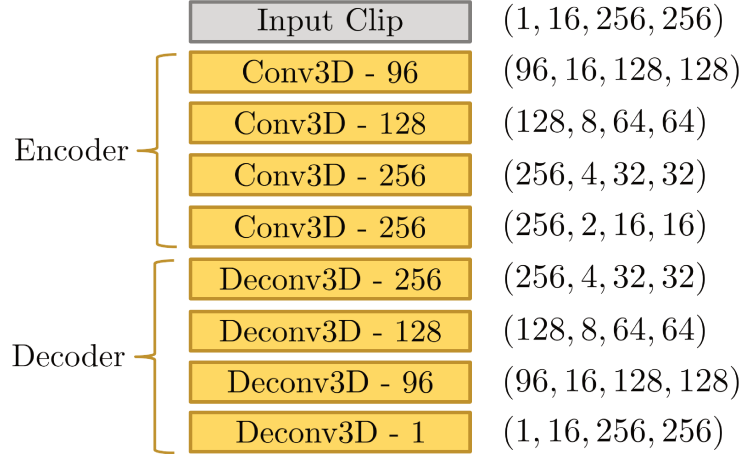 Input Clip (1, 16, 256, 256)
Conv3D - 96 (96, 16, 128, 128)
Conv3D - 128 (128, 8, 64, 64)
Encoder
Conv3D - 256 (256, 4, 32, 32)
Conv3D - 256 (256, 2, 16, 16)
Deconv3D - 256 (256, 4, 32, 32)
Deconv3D - 128 (128, 8, 64, 64)
Decoder
Deconv3D - 96 (96, 16, 128, 128)
Deconv3D - 1 (1, 16, 256, 256)